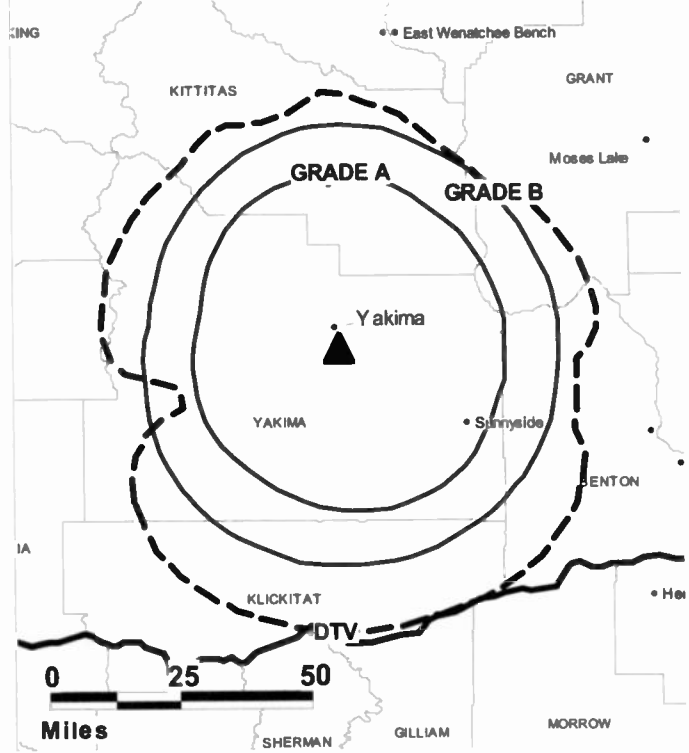 KING
East Wenatchee Bench
GRANT
KITTITAS
Moses Lake
GRADE A
GRADE B
Yakima
YAKIMA
Sunnyside
BENTON
IA
KLICKITAT
DTV
0 25 50
Miles
SHERMAN
GILLIAM
MORROW